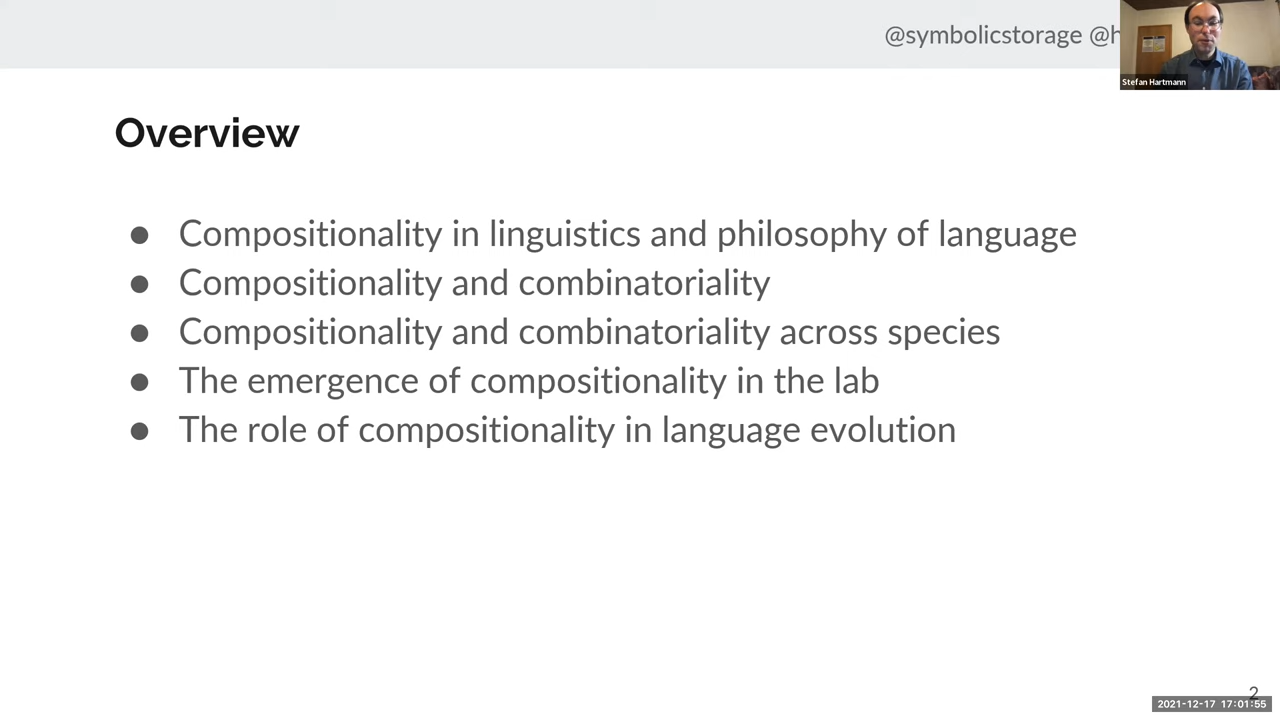 @symbolicstorage @h
Stefan Hartmann
Overview
● Compositionality in linguistics and philosophy of language
● Compositionality and combinatoriality
● Compositionality and combinatoriality across species
● The emergence of compositionality in the lab
● The role of compositionality in language evolution
2
2021-12-17 17:01:55